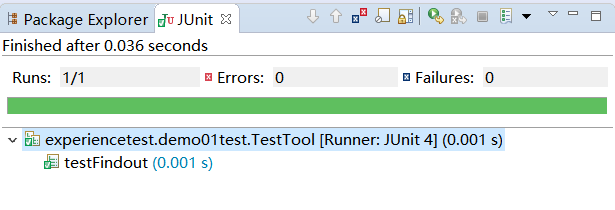 Package Explorer JUnit
Finished after 0.036 seconds
Runs: 1/1 Errors: 0 Failures: 0
experiencetest.demo01test.TestTool [Runner: JUnit 4] (0.001 s)
testFindout (0.001 s)